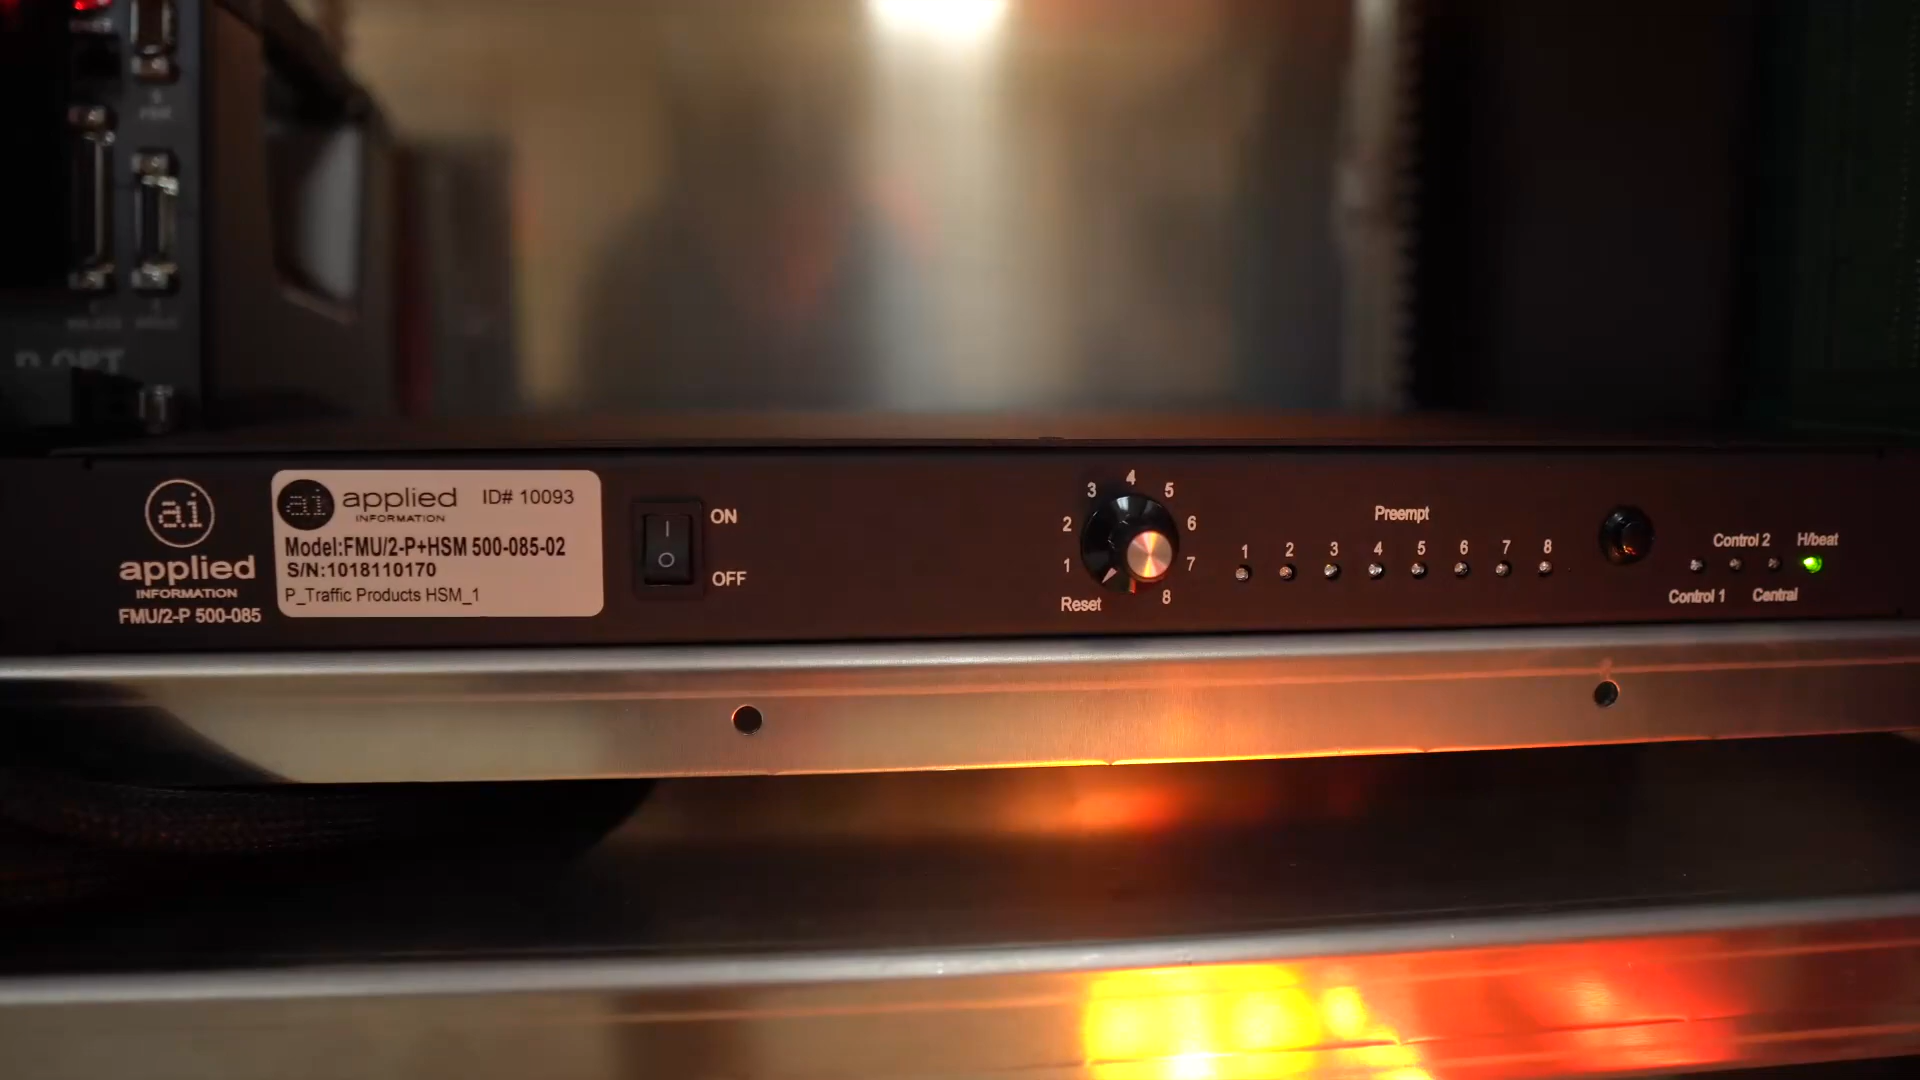 ai
applied
INFORMATION
FMU/2-P 500-085
ai applied ID# 10093
INFORMATION
Model:FMU/2-P+HSM 500-085-02
S/N:1018110170
P_Traffic Products HSM_1
I
O
ON
OFF
Reset 1 2 3 4 5 6 7 8
Preempt
1 2 3 4 5 6 7 8
Control 2 H/beat
Control 1 Central